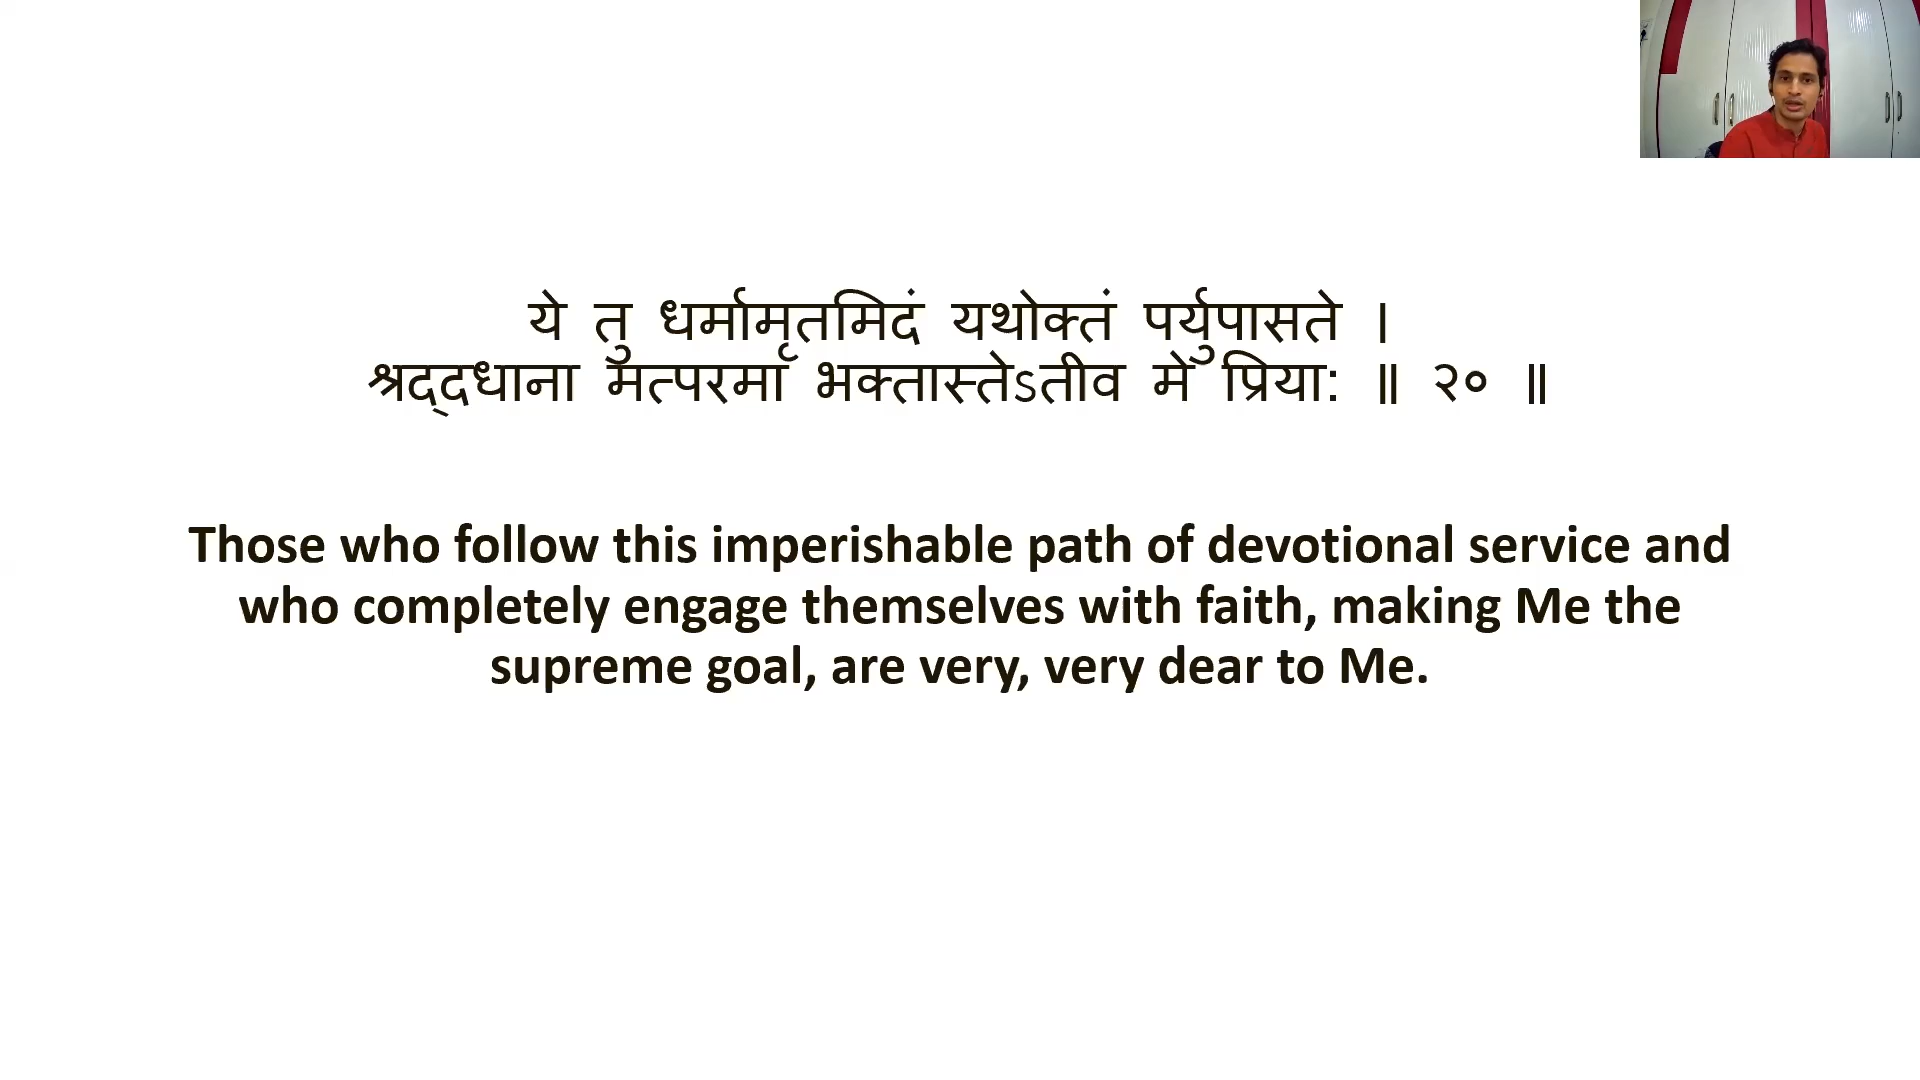 ये तु धर्मामृतमिदं यथोक्तं पर्युपासते ।
श्रद्‌दधाना मत्परमा भक्तास्तेऽतीव मे प्रिया: ॥ २० ॥
Those who follow this imperishable path of devotional service and
who completely engage themselves with faith, making Me the
supreme goal, are very, very dear to Me.